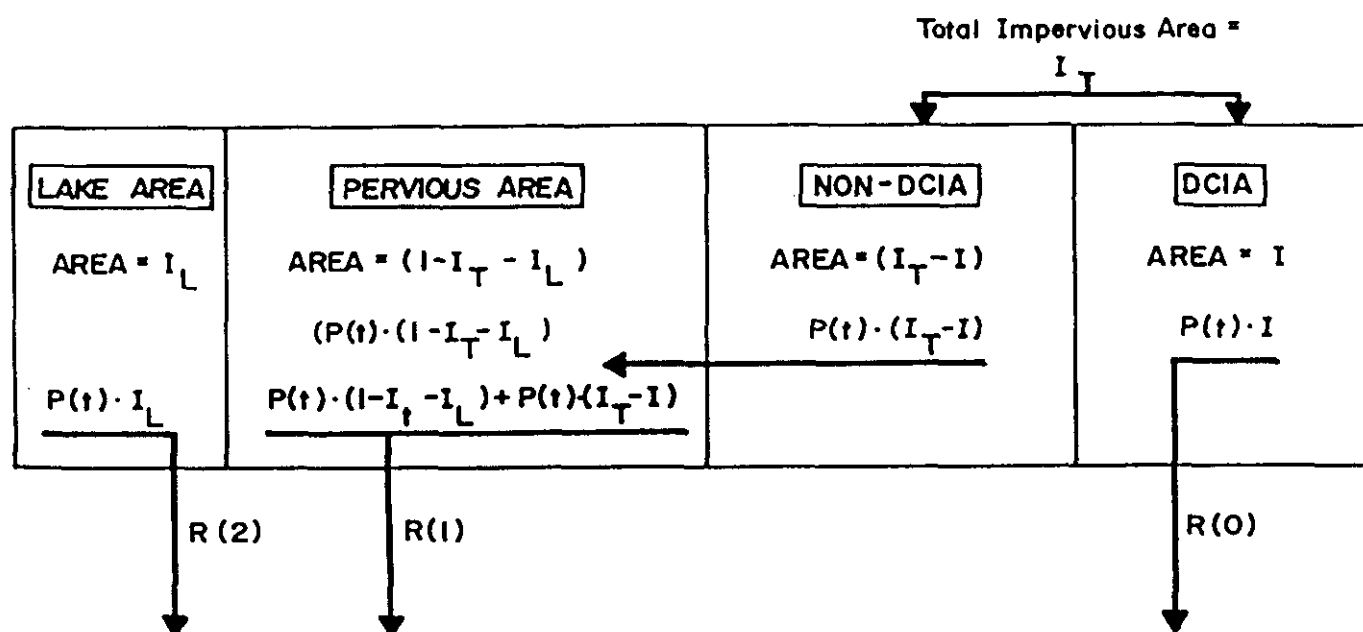 Total Impervious Area =
I_T
LAKE AREA
PERVIOUS AREA
NON-DCIA
DCIA
AREA = I_L
AREA = (1-I_T - I_L)
AREA = (I_T - I)
AREA = I
(P(t)·(1-I_T-I_L)
P(t)·(I_T-I)
P(t)·I
P(t)·I_L
P(t)·(1-I_t-I_L)+P(t)·(I_T-I)
R(2)
R(1)
R(0)